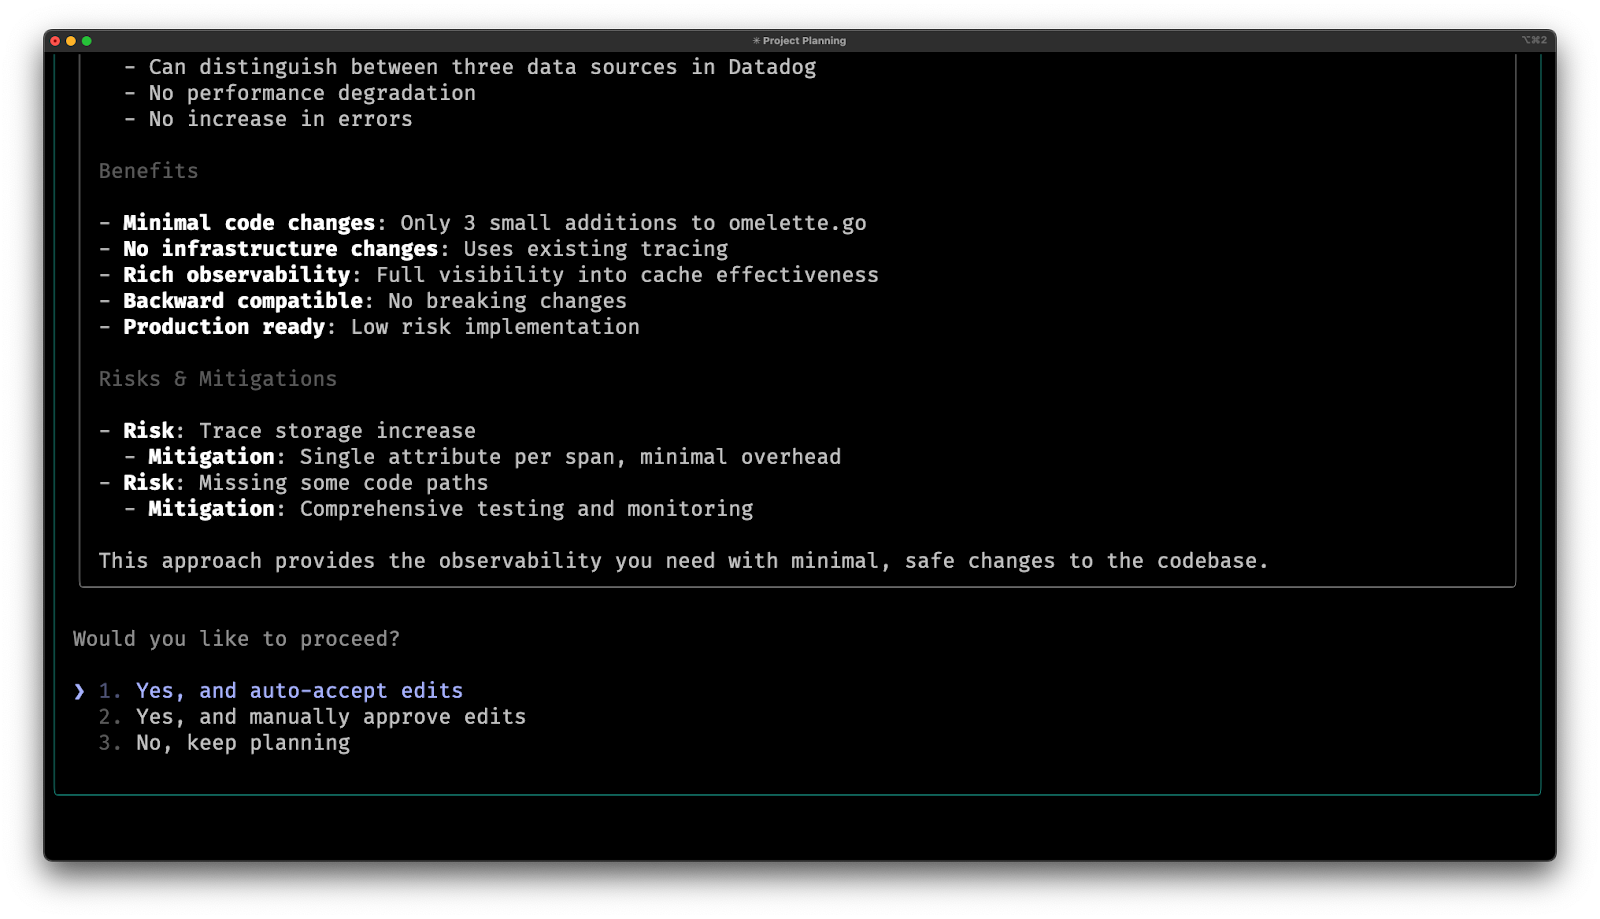 ✳ Project Planning
⌥⌘2
- Can distinguish between three data sources in Datadog
- No performance degradation
- No increase in errors
Benefits
- Minimal code changes: Only 3 small additions to omelette.go
- No infrastructure changes: Uses existing tracing
- Rich observability: Full visibility into cache effectiveness
- Backward compatible: No breaking changes
- Production ready: Low risk implementation
Risks & Mitigations
- Risk: Trace storage increase
- Mitigation: Single attribute per span, minimal overhead
- Risk: Missing some code paths
- Mitigation: Comprehensive testing and monitoring
This approach provides the observability you need with minimal, safe changes to the codebase.
Would you like to proceed?
❯ 1. Yes, and auto-accept edits
2. Yes, and manually approve edits
3. No, keep planning